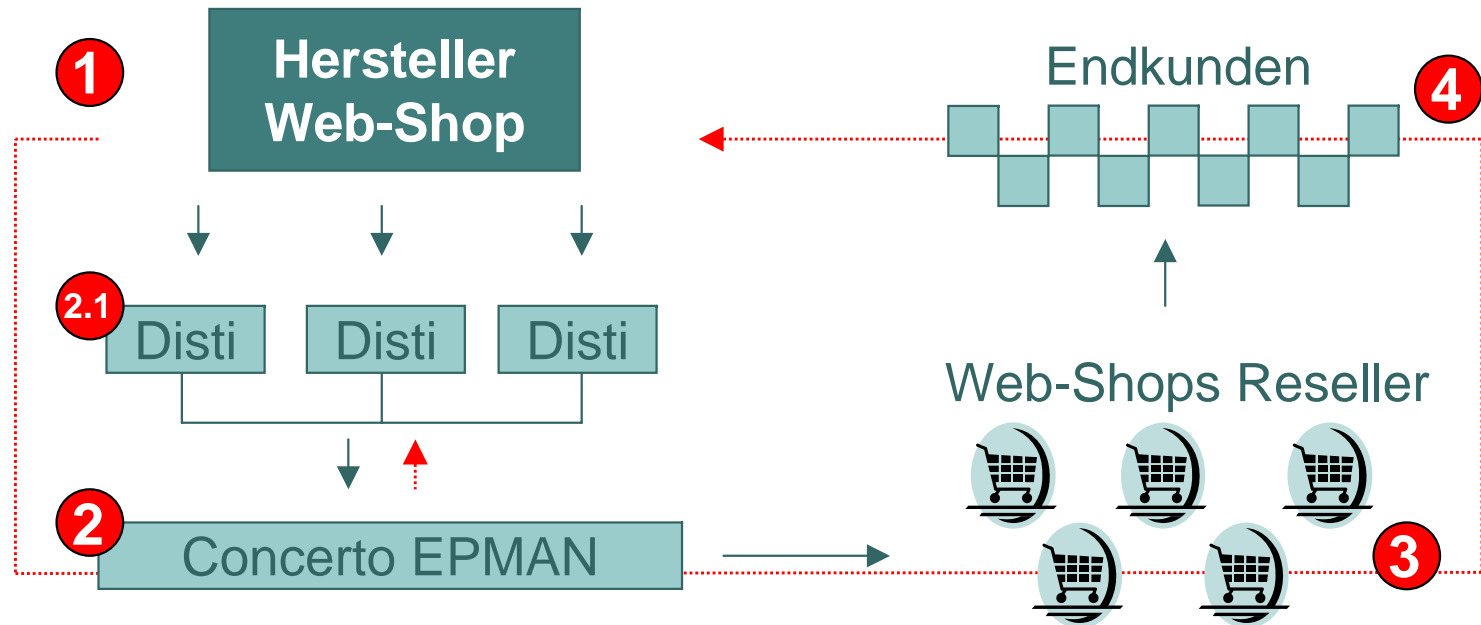 1
Hersteller
Web-Shop
Endkunden
4
2.1
Disti
Disti
Disti
Web-Shops Reseller
2
Concerto EPMAN
3